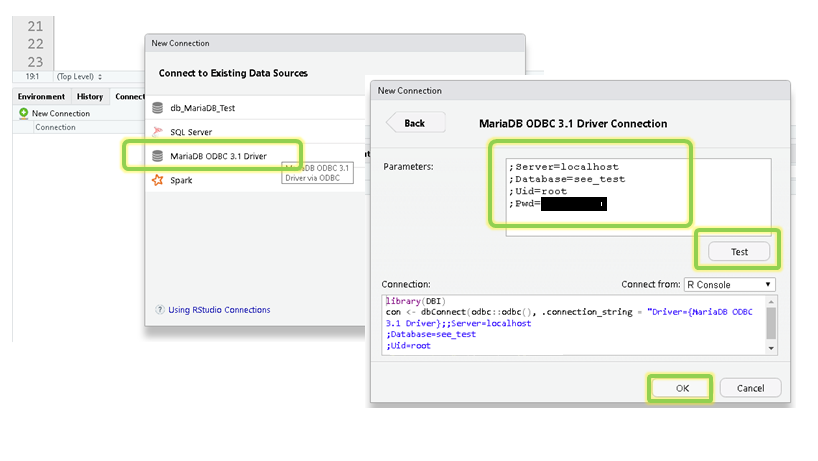 21
22
23
19:1 (Top Level)
Environment History Connect
New Connection
Connection
New Connection
Connect to Existing Data Sources
db_MariaDB_Test
SQL Server
MariaDB ODBC 3.1 Driver
MariaDB ODBC 3.1
Driver via ODBC
Spark
Using RStudio Connections
New Connection
Back
MariaDB ODBC 3.1 Driver Connection
Parameters:
;Server=localhost
;Database=see_test
;Uid=root
;Pwd=
Test
Connection:
Connect from: R Console
library(DBI)
con <- dbConnect(odbc::odbc(), .connection_string = "Driver={MariaDB ODBC
3.1 Driver};;Server=localhost
;Database=see_test
;Uid=root
OK
Cancel